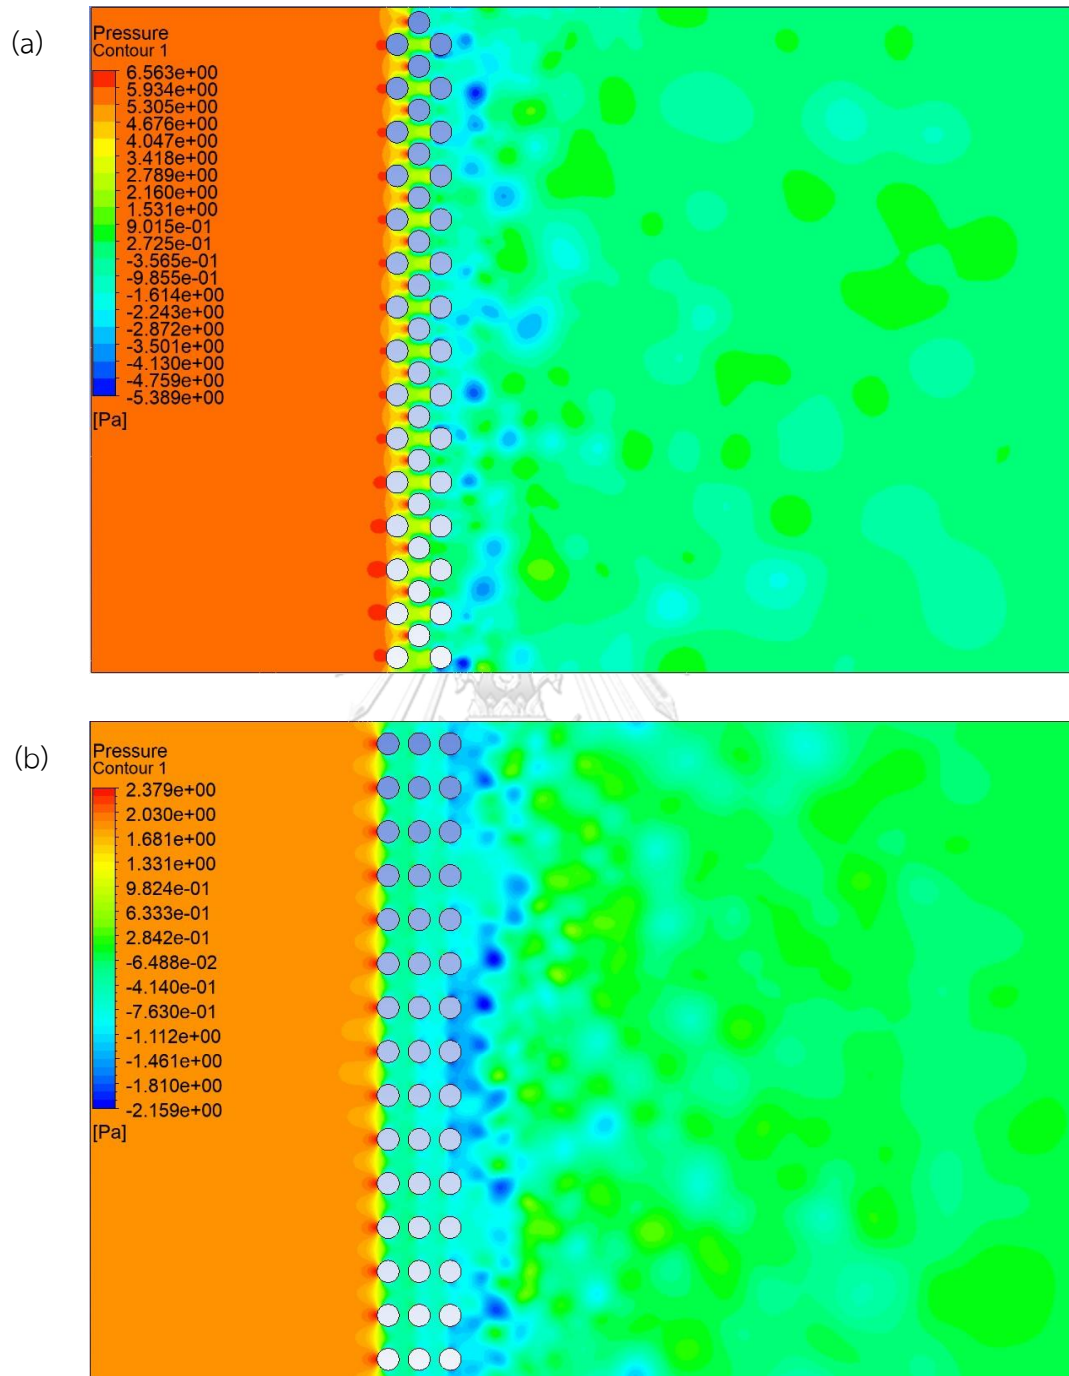 (a)
Pressure
Contour 1
6.563e+00
5.934e+00
5.305e+00
4.676e+00
4.047e+00
3.418e+00
2.789e+00
2.160e+00
1.531e+00
9.015e-01
2.725e-01
-3.565e-01
-9.855e-01
-1.614e+00
-2.243e+00
-2.872e+00
-3.501e+00
-4.130e+00
-4.759e+00
-5.389e+00
[Pa]
(b)
Pressure
Contour 1
2.379e+00
2.030e+00
1.681e+00
1.331e+00
9.824e-01
6.333e-01
2.842e-01
-6.488e-02
-4.140e-01
-7.630e-01
-1.112e+00
-1.461e+00
-1.810e+00
-2.159e+00
[Pa]